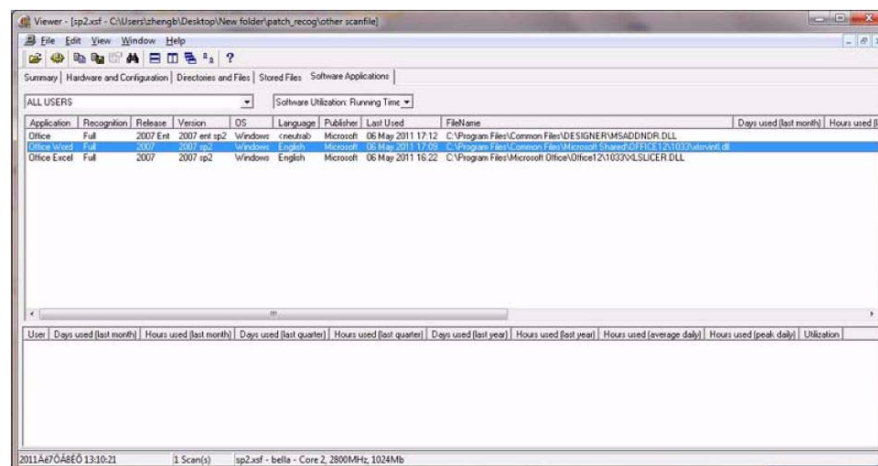 Viewer - [sp2.xsf - C:\Users\zhengb\Desktop\New folder\patch_recog\other scanfile]
File Edit View Window Help
Summary Hardware and Configuration Directories and Files Stored Files Software Applications
ALL USERS Software Utilization: Running Time
Application Recognition Release Version OS Language Publisher Last Used FileName Days used (last month) Hours used (l
Office Full 2007 Ent 2007 ent sp2 Windows <neutral> Microsoft 06 May 2011 17:12 C:\Program Files\Common Files\DESIGNER\MSADDNDR.DLL
Office Word Full 2007 2007 sp2 Windows English Microsoft 06 May 2011 17:09 C:\Program Files\Common Files\Microsoft Shared\OFFICE12\1033\xlsrvintl.dll
Office Excel Full 2007 2007 sp2 Windows English Microsoft 06 May 2011 16:22 C:\Program Files\Microsoft Office\Office12\1033\XLSLICER.DLL
User Days used (last month) Hours used (last month) Days used (last quarter) Hours used (last quarter) Days used (last year) Hours used (last year) Hours used (average daily) Hours used (peak daily) Utilization
2011Äê7ÔÂ8ÈÕ 13:10:21 1 Scan(s) sp2.xsf - bella - Core 2, 2800MHz, 1024Mb